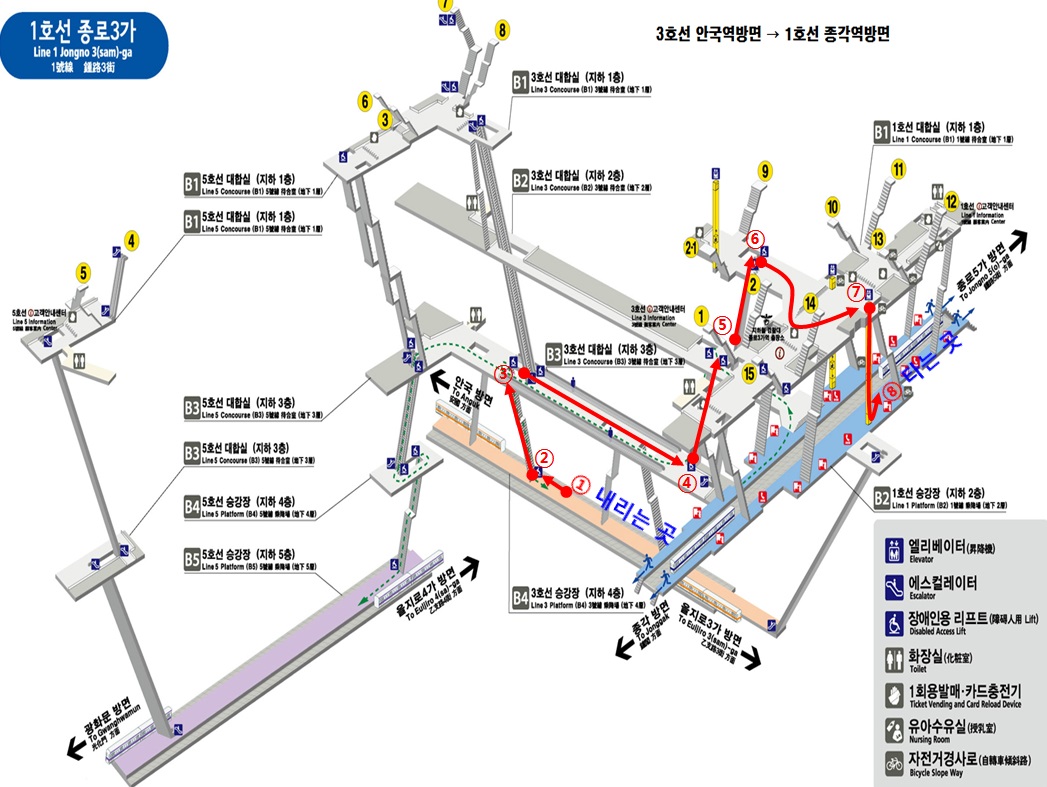 1호선 종로3가
Line 1 Jongno 3(sam)-ga
1號線 鍾路3街
3호선 안국역방면 → 1호선 종각역방면
7
8
6
3
B1 3호선 대합실 (지하 1층)
Line 3 Concourse (B1) 3號線 待合室 (地下 1層)
B1 1호선 대합실 (지하 1층)
Line 1 Concourse (B1) 1號線 待合室 (地下 1層)
B1 5호선 대합실 (지하 1층)
Line 5 Concourse (B1) 5號線 待合室 (地下 1層)
B2 3호선 대합실 (지하 2층)
Line 3 Concourse (B2) 3號線 待合室 (地下 2層)
9
11
10
12
13
B1 5호선 대합실 (지하 1층)
Line 5 Concourse (B1) 5號線 待合室 (地下 1層)
1호선 고객안내센터
Line 1 Information
Center
4
5
2-1
⑥
2
종로5가 방면
To Jongno 5(o)-ga
⑦
14
1
⑤
15
5호선 고객안내센터
Line 5 Information
Center
3호선 고객안내센터
Line 3 Information
Center
지하철 경찰대
종로3가역 출장소
B3 3호선 대합실 (지하 3층)
Line 3 Concourse (B3) 3號線 待合室 (地下 3層)
안국 방면
To Anguk
安國 方面
③
타는 곳
⑧
B3 5호선 대합실 (지하 3층)
Line 5 Concourse (B3) 5號線 待合室 (地下 3層)
B3 5호선 대합실 (지하 3층)
Line 5 Concourse (B3) 5號線 待合室 (地下 3層)
②
①
내리는 곳
④
B4 5호선 승강장 (지하 4층)
Line 5 Platform (B4) 5號線 乘降場 (地下 4層)
B2 1호선 승강장 (지하 2층)
Line 1 Platform (B2) 1號線 乘降場 (地下 2層)
B5 5호선 승강장 (지하 5층)
Line 5 Platform (B5) 5號線 乘降場 (地下 5層)
B4 3호선 승강장 (지하 4층)
Line 3 Platform (B4) 3號線 乘降場 (地下 4層)
을지로4가 방면
To Euljiro 4(sa)-ga
종각 방면
To Jonggak
을지로3가 방면
To Euljiro 3(sam)-ga
광화문 방면
To Gwanghwamun
光化門 方面
엘리베이터(昇降機)
Elevator
에스컬레이터
Escalator
장애인용 리프트(障碍人用 Lift)
Disabled Access Lift
화장실(化粧室)
Toilet
1회용발매·카드충전기
Ticket Vending and Card Reload Device
유아수유실(授乳室)
Nursing Room
자전거경사로(自轉車傾斜路)
Bicycle Slope Way